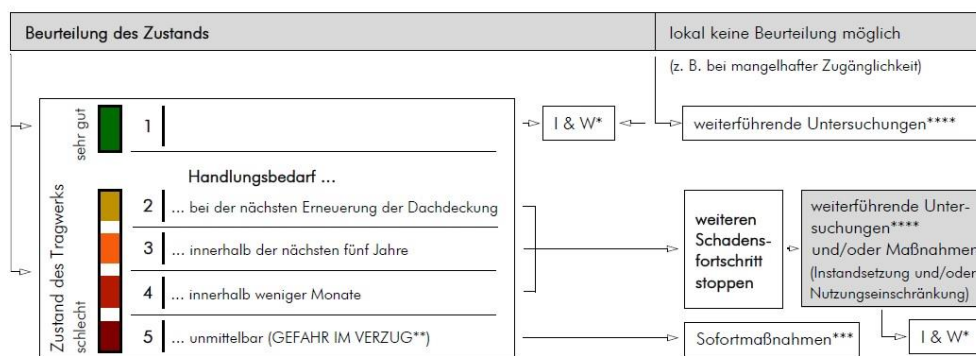 Beurteilung des Zustands
lokal keine Beurteilung möglich
(z. B. bei mangelhafter Zugänglichkeit)
sehr gut
1
I & W*
weiterführende Untersuchungen****
Handlungsbedarf ...
Zustand des Tragwerks
schlecht
2 ... bei der nächsten Erneuerung der Dachdeckung
3 ... innerhalb der nächsten fünf Jahre
4 ... innerhalb weniger Monate
5 ... unmittelbar (GEFAHR IM VERZUG**)
weiteren
Schadens-
fortschritt
stoppen
weiterführende Unter-
suchungen****
und/oder Maßnahmen
(Instandsetzung und/oder
Nutzungseinschränkung)
Sofortmaßnahmen***
I & W*